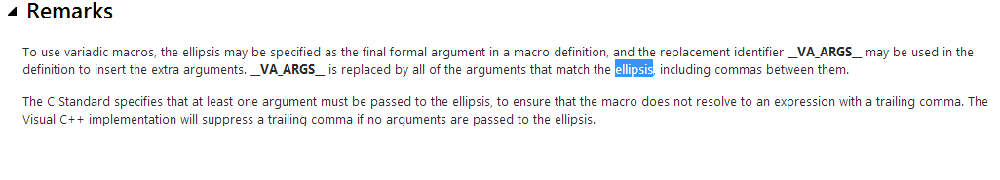 Remarks
To use variadic macros, the ellipsis may be specified as the final formal argument in a macro definition, and the replacement identifier __VA_ARGS__ may be used in the
definition to insert the extra arguments. __VA_ARGS__ is replaced by all of the arguments that match the ellipsis, including commas between them.
The C Standard specifies that at least one argument must be passed to the ellipsis, to ensure that the macro does not resolve to an expression with a trailing comma. The
Visual C++ implementation will suppress a trailing comma if no arguments are passed to the ellipsis.